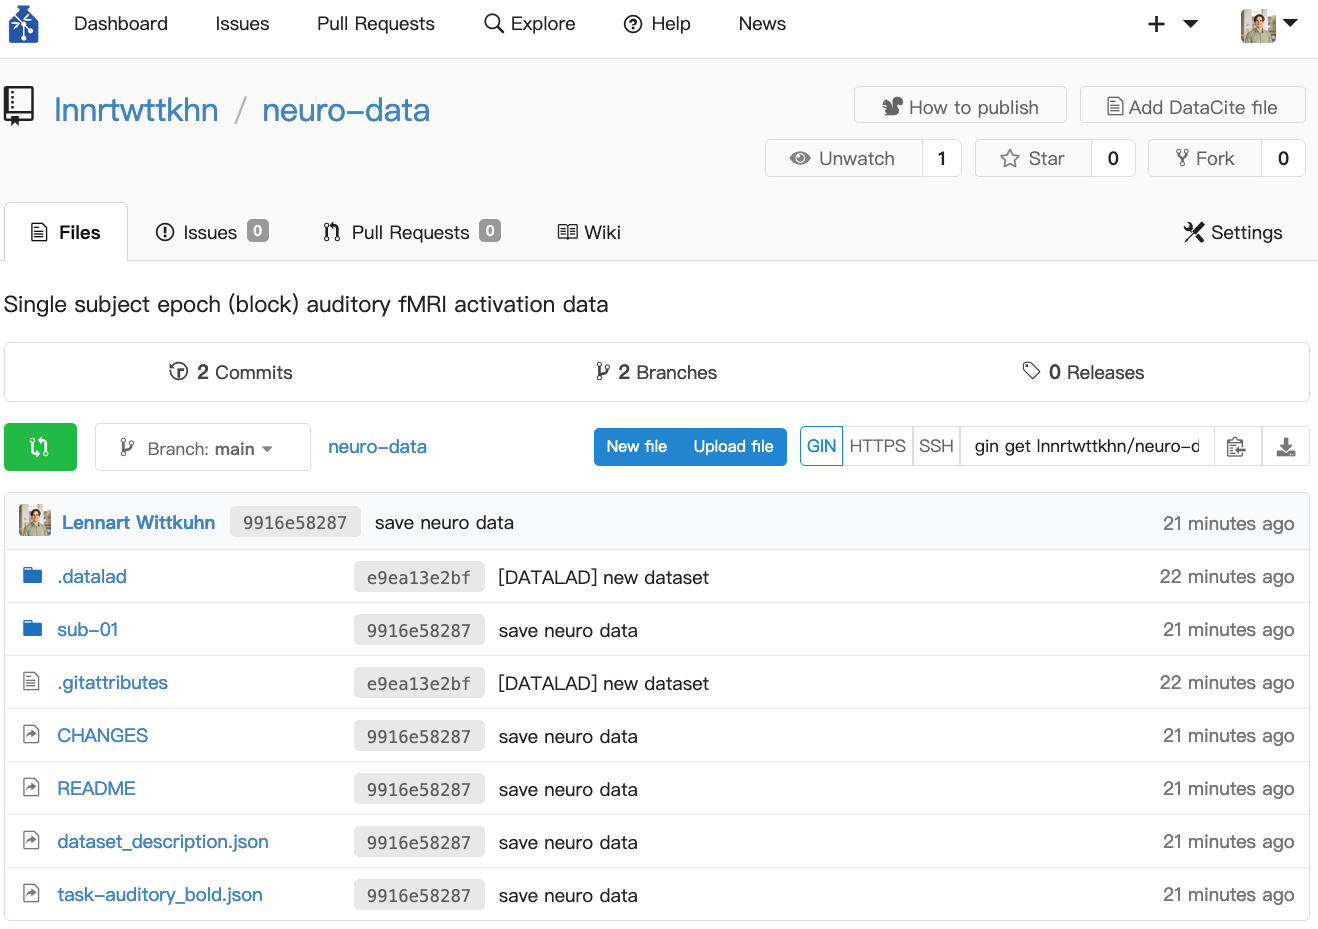 Dashboard Issues Pull Requests Explore Help News
lnnrtwttkhn / neuro-data
How to publish Add DataCite file
Unwatch 1 Star 0 Fork 0
Files Issues 0 Pull Requests 0 Wiki Settings
Single subject epoch (block) auditory fMRI activation data
2 Commits 2 Branches 0 Releases
Branch: main neuro-data New file Upload file GIN HTTPS SSH gin get lnnrtwttkhn/neuro-d
Lennart Wittkuhn 9916e58287 save neuro data 21 minutes ago
.datalad e9ea13e2bf [DATALAD] new dataset 22 minutes ago
sub-01 9916e58287 save neuro data 21 minutes ago
.gitattributes e9ea13e2bf [DATALAD] new dataset 22 minutes ago
CHANGES 9916e58287 save neuro data 21 minutes ago
README 9916e58287 save neuro data 21 minutes ago
dataset_description.json 9916e58287 save neuro data 21 minutes ago
task-auditory_bold.json 9916e58287 save neuro data 21 minutes ago